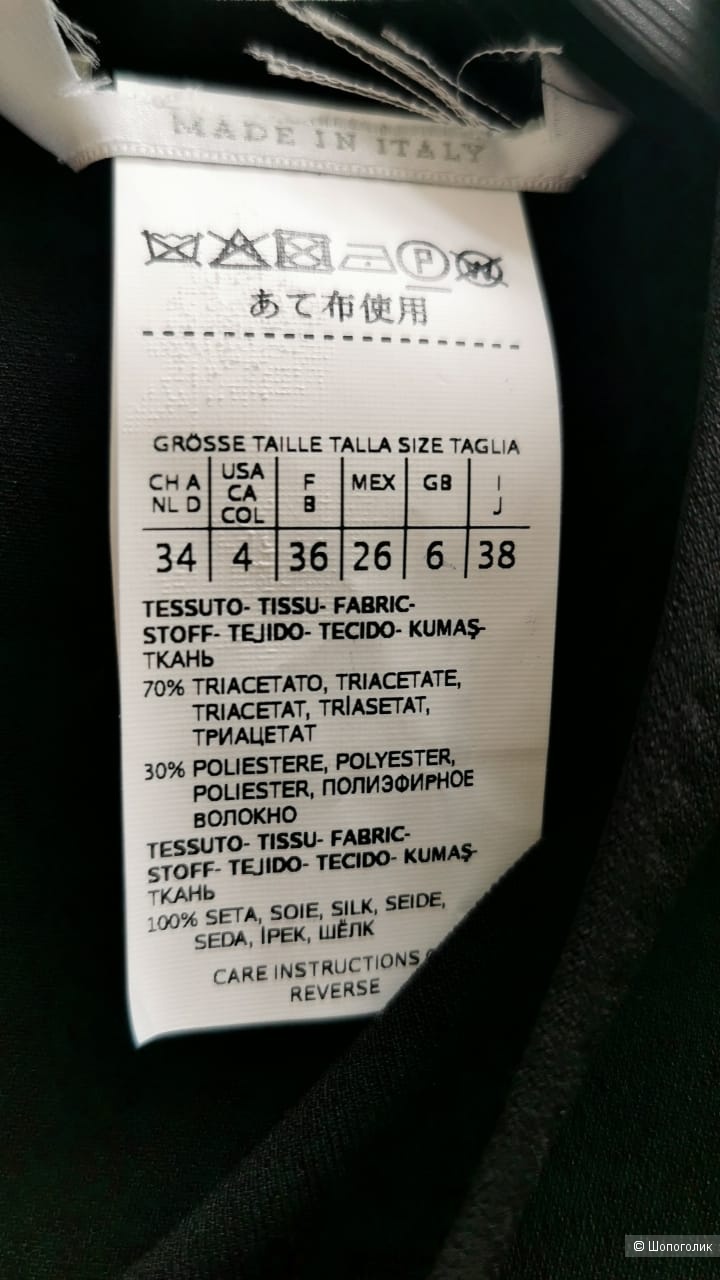 MADE IN ITALY
P
W
あて布使用
GRÖSSE TAILLE TALLA SIZE TAGLIA
CH A NL D
USA CA COL
F B
MEX
GB
I J
34 4 36 26 6 38
TESSUTO- TISSU- FABRIC-
STOFF- TEJIDO- TECIDO- KUMAŞ-
ТКАНЬ
70% TRIACETATO, TRIACETATE,
TRIACETAT, TRİASETAT,
ТРИАЦЕТАТ
30% POLIESTERE, POLYESTER,
POLIESTER, ПОЛИЭФИРНОЕ
ВОЛОКНО
TESSUTO- TISSU- FABRIC-
STOFF- TEJIDO- TECIDO- KUMAŞ-
ТКАНЬ
100% SETA, SOIE, SILK, SEIDE,
SEDA, İPEK, ШЁЛК
CARE INSTRUCTIONS
REVERSE
© Шопоголик